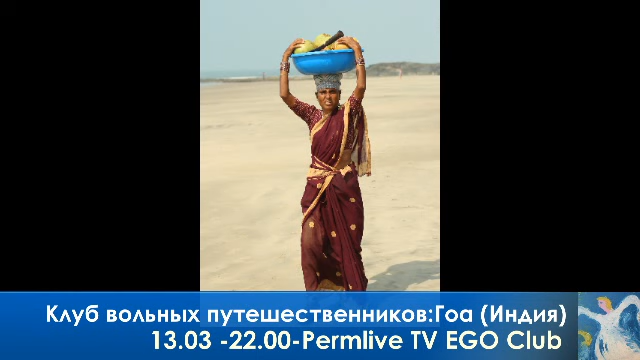 Клуб вольных путешественников:Гоа (Индия)
13.03 -22.00-Permlive TV EGO Club